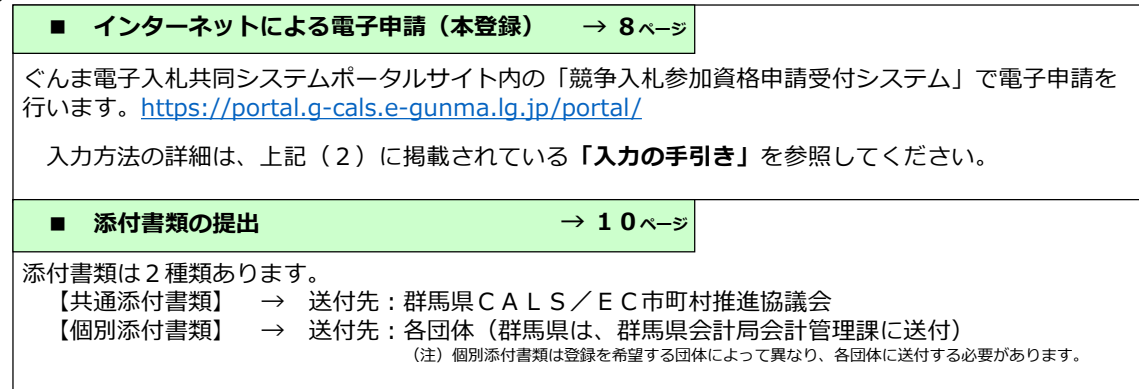 ■ インターネットによる電子申請（本登録） → ８ページ
ぐんま電子入札共同システムポータルサイト内の「競争入札参加資格申請受付システム」で電子申請を
行います。https://portal.g-cals.e-gunma.lg.jp/portal/
入力方法の詳細は、上記（２）に掲載されている「入力の手引き」を参照してください。
■ 添付書類の提出 → １０ページ
添付書類は２種類あります。
【共通添付書類】 → 送付先：群馬県ＣＡＬＳ／ＥＣ市町村推進協議会
【個別添付書類】 → 送付先：各団体（群馬県は、群馬県会計局会計管理課に送付）
（注）個別添付書類は登録を希望する団体によって異なり、各団体に送付する必要があります。